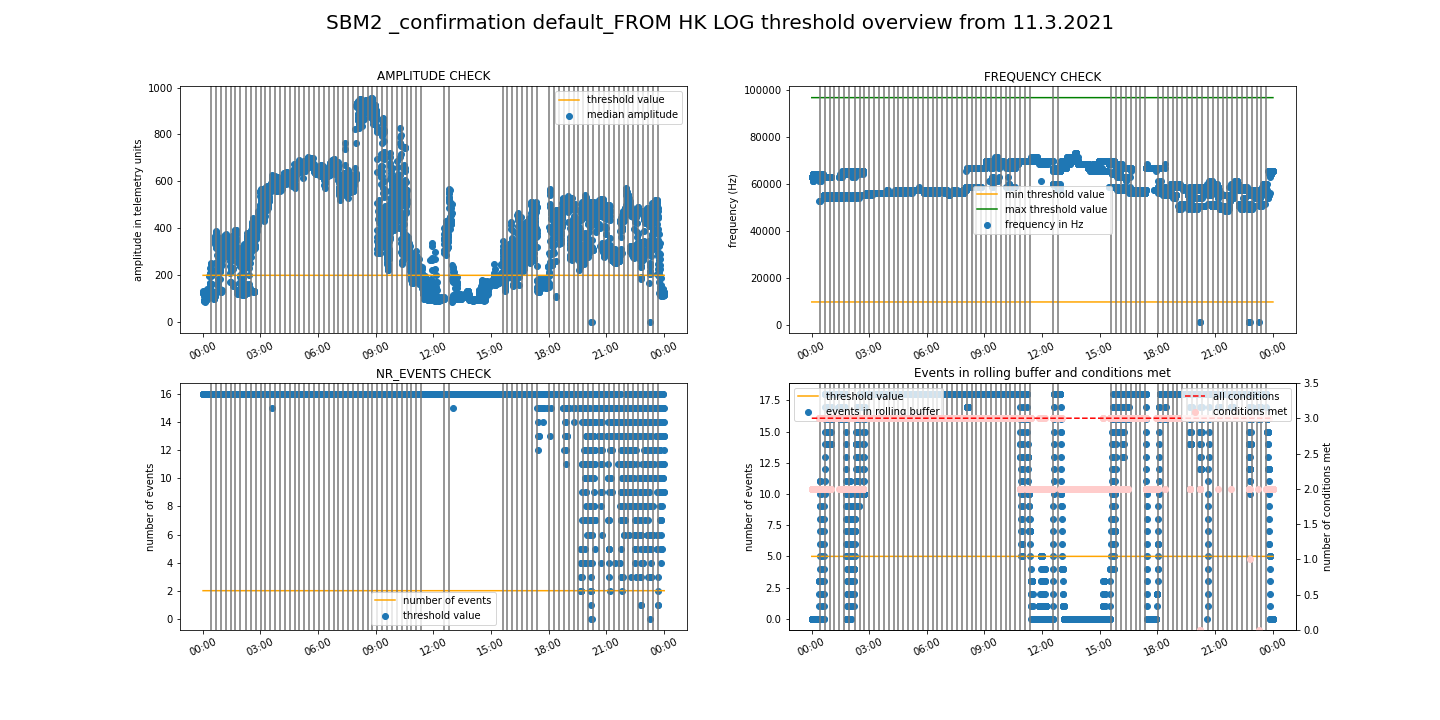 SBM2 _confirmation default_FROM HK LOG threshold overview from 11.3.2021
AMPLITUDE CHECK
amplitude in telemetry units
1000
800
600
400
200
0
threshold value
median amplitude
00:00 03:00 06:00 09:00 12:00 15:00 18:00 21:00 00:00
FREQUENCY CHECK
frequency (Hz)
100000
80000
60000
40000
20000
0
min threshold value
max threshold value
frequency in Hz
00:00 03:00 06:00 09:00 12:00 15:00 18:00 21:00 00:00
NR_EVENTS CHECK
number of events
16
14
12
10
8
6
4
2
0
number of events
threshold value
00:00 03:00 06:00 09:00 12:00 15:00 18:00 21:00 00:00
Events in rolling buffer and conditions met
number of events
17.5
15.0
12.5
10.0
7.5
5.0
2.5
0.0
threshold value
events in rolling buffer
all conditions
conditions met
3.5
3.0
2.5
2.0
1.5
1.0
0.5
0.0
number of conditions met
00:00 03:00 06:00 09:00 12:00 15:00 18:00 21:00 00:00